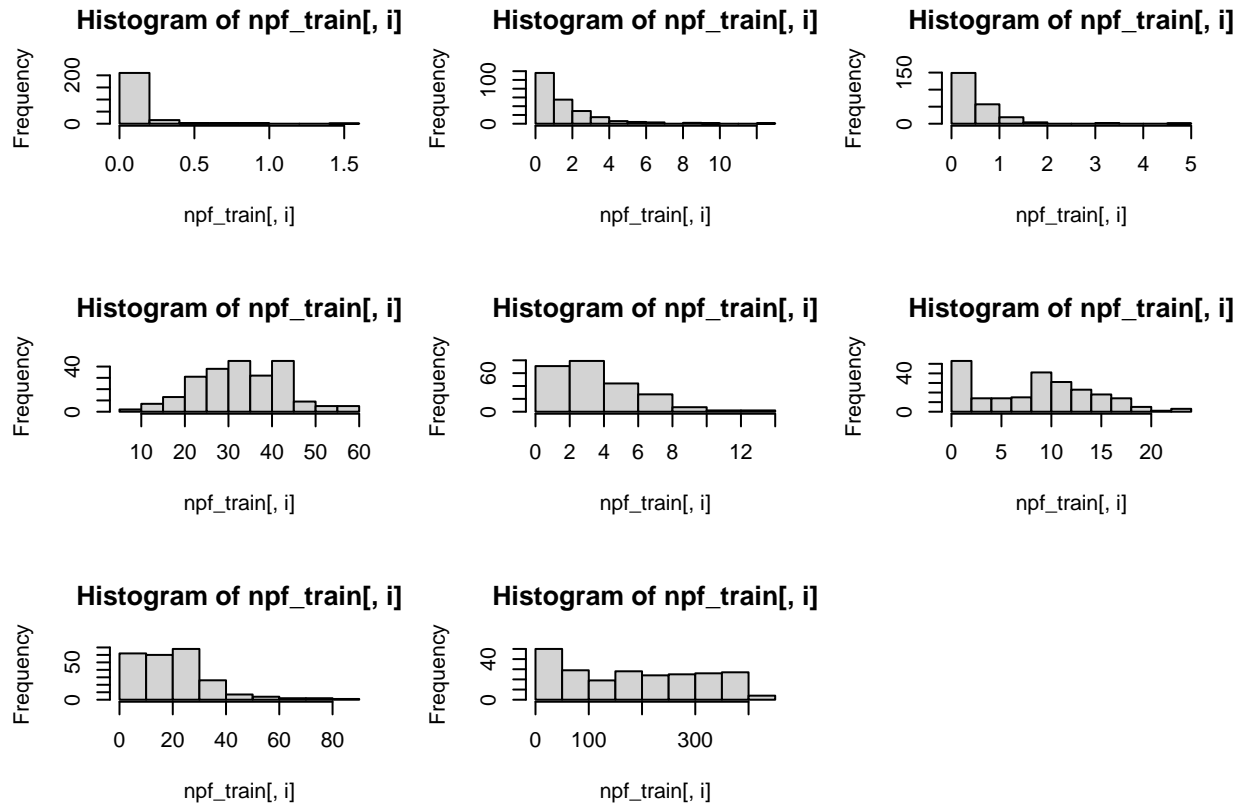 Histogram of npf_train[, i]
Frequency
0 200
0.0 0.5 1.0 1.5
npf_train[, i]
Histogram of npf_train[, i]
Frequency
0 100
0 2 4 6 8 10
npf_train[, i]
Histogram of npf_train[, i]
Frequency
0 150
0 1 2 3 4 5
npf_train[, i]
Histogram of npf_train[, i]
Frequency
0 40
10 20 30 40 50 60
npf_train[, i]
Histogram of npf_train[, i]
Frequency
0 60
0 2 4 6 8 12
npf_train[, i]
Histogram of npf_train[, i]
Frequency
0 40
0 5 10 15 20
npf_train[, i]
Histogram of npf_train[, i]
Frequency
0 50
0 20 40 60 80
npf_train[, i]
Histogram of npf_train[, i]
Frequency
0 40
0 100 300
npf_train[, i]